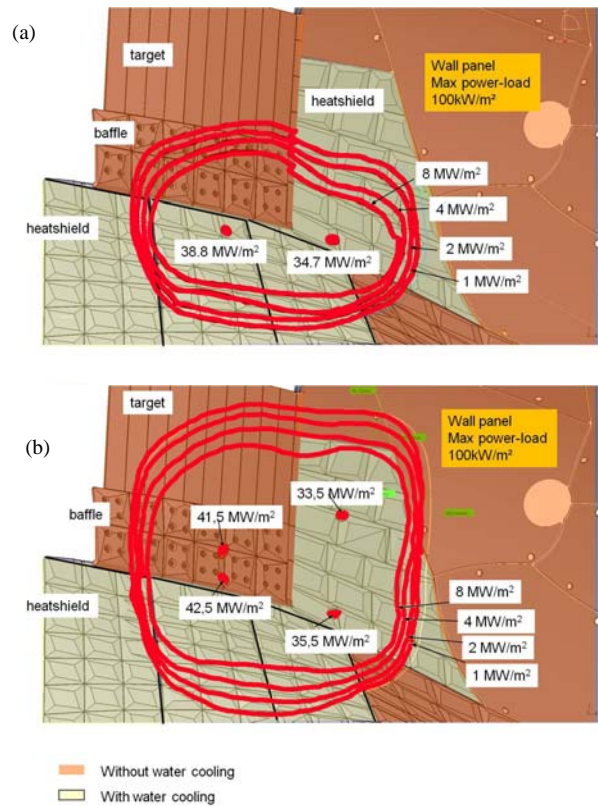 (a)
target
Wall panel
Max power-load
100kW/m²
heatshield
baffle
8 MW/m²
4 MW/m²
heatshield
38.8 MW/m²
34.7 MW/m²
2 MW/m²
1 MW/m²
(b)
target
Wall panel
Max power-load
100kW/m²
33,5 MW/m²
baffle
41,5 MW/m²
heatshield
42,5 MW/m²
35,5 MW/m²
8 MW/m²
4 MW/m²
2 MW/m²
1 MW/m²
Without water cooling
With water cooling